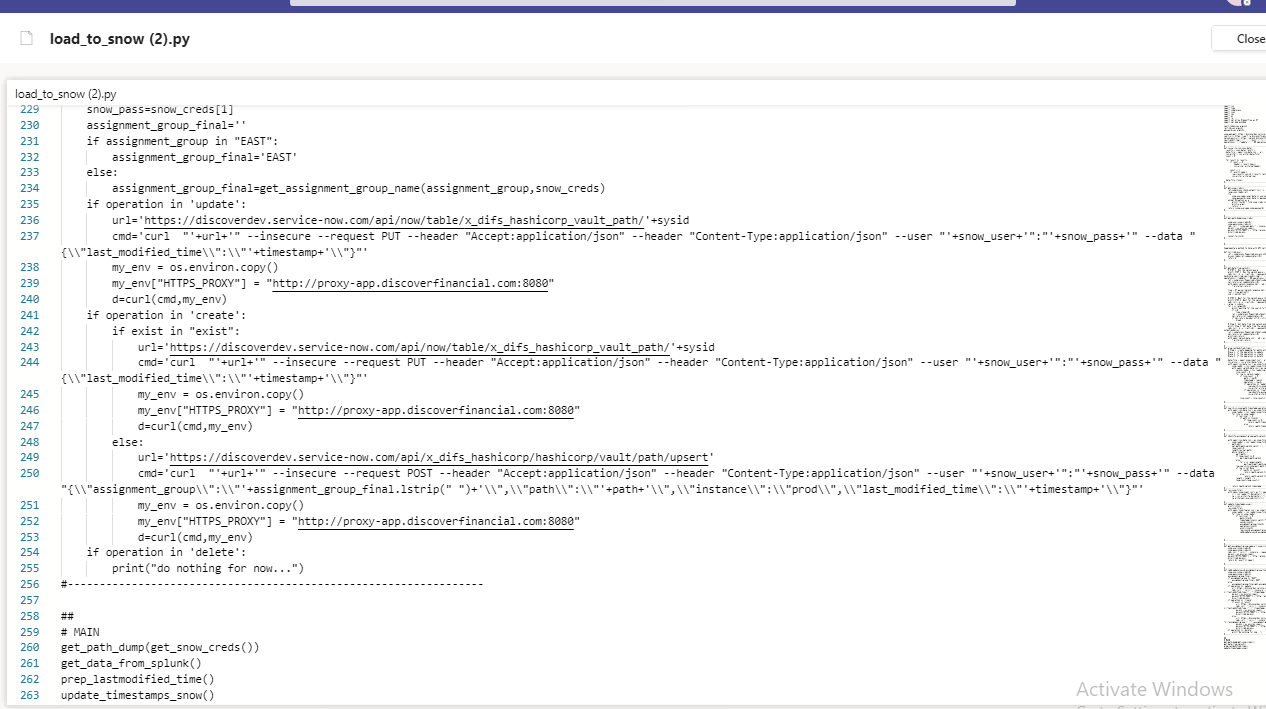 load_to_snow (2).py
Close
load_to_snow (2).py
229 snow_pass=snow_creds[1]
230 assignment_group_final=''
231 if assignment_group in "EAST":
232 assignment_group_final='EAST'
233 else:
234 assignment_group_final=get_assignment_group_name(assignment_group,snow_creds)
235 if operation in 'update':
236 url='https://discoverdev.service-now.com/api/now/table/x_difs_hashicorp_vault_path/'+sysid
237 cmd='curl  "'+url+'" --insecure --request PUT --header "Accept:application/json" --header "Content-Type:application/json" --user "'+snow_user+'":"'+snow_pass+'" --data "
{\\"last_modified_time\\":\\"'+timestamp+'\\"}"'
238 my_env = os.environ.copy()
239 my_env["HTTPS_PROXY"] = "http://proxy-app.discoverfinancial.com:8080"
240 d=curl(cmd,my_env)
241 if operation in 'create':
242 if exist in "exist":
243 url='https://discoverdev.service-now.com/api/now/table/x_difs_hashicorp_vault_path/'+sysid
244 cmd='curl  "'+url+'" --insecure --request PUT --header "Accept:application/json" --header "Content-Type:application/json" --user "'+snow_user+'":"'+snow_pass+'" --data "
{\\"last_modified_time\\":\\"'+timestamp+'\\"}"'
245 my_env = os.environ.copy()
246 my_env["HTTPS_PROXY"] = "http://proxy-app.discoverfinancial.com:8080"
247 d=curl(cmd,my_env)
248 else:
249 url='https://discoverdev.service-now.com/api/x_difs_hashicorp/hashicorp/vault/path/upsert'
250 cmd='curl  "'+url+'" --insecure --request POST --header "Accept:application/json" --header "Content-Type:application/json" --user "'+snow_user+'":"'+snow_pass+'" --data
"{\\"assignment_group\\":\\"'+assignment_group_final.lstrip(" ")+'\\",\\"path\\":\\"'+path+'\\",\\"instance\\":\\"prod\\",\\"last_modified_time\\":\\"'+timestamp+'\\"}"'
251 my_env = os.environ.copy()
252 my_env["HTTPS_PROXY"] = "http://proxy-app.discoverfinancial.com:8080"
253 d=curl(cmd,my_env)
254 if operation in 'delete':
255 print("do nothing for now...")
256 #-----------------------------------------------------------------
257
258 ##
259 # MAIN
260 get_path_dump(get_snow_creds())
261 get_data_from_splunk()
262 prep_lastmodified_time()
263 update_timestamps_snow()
Activate Windows